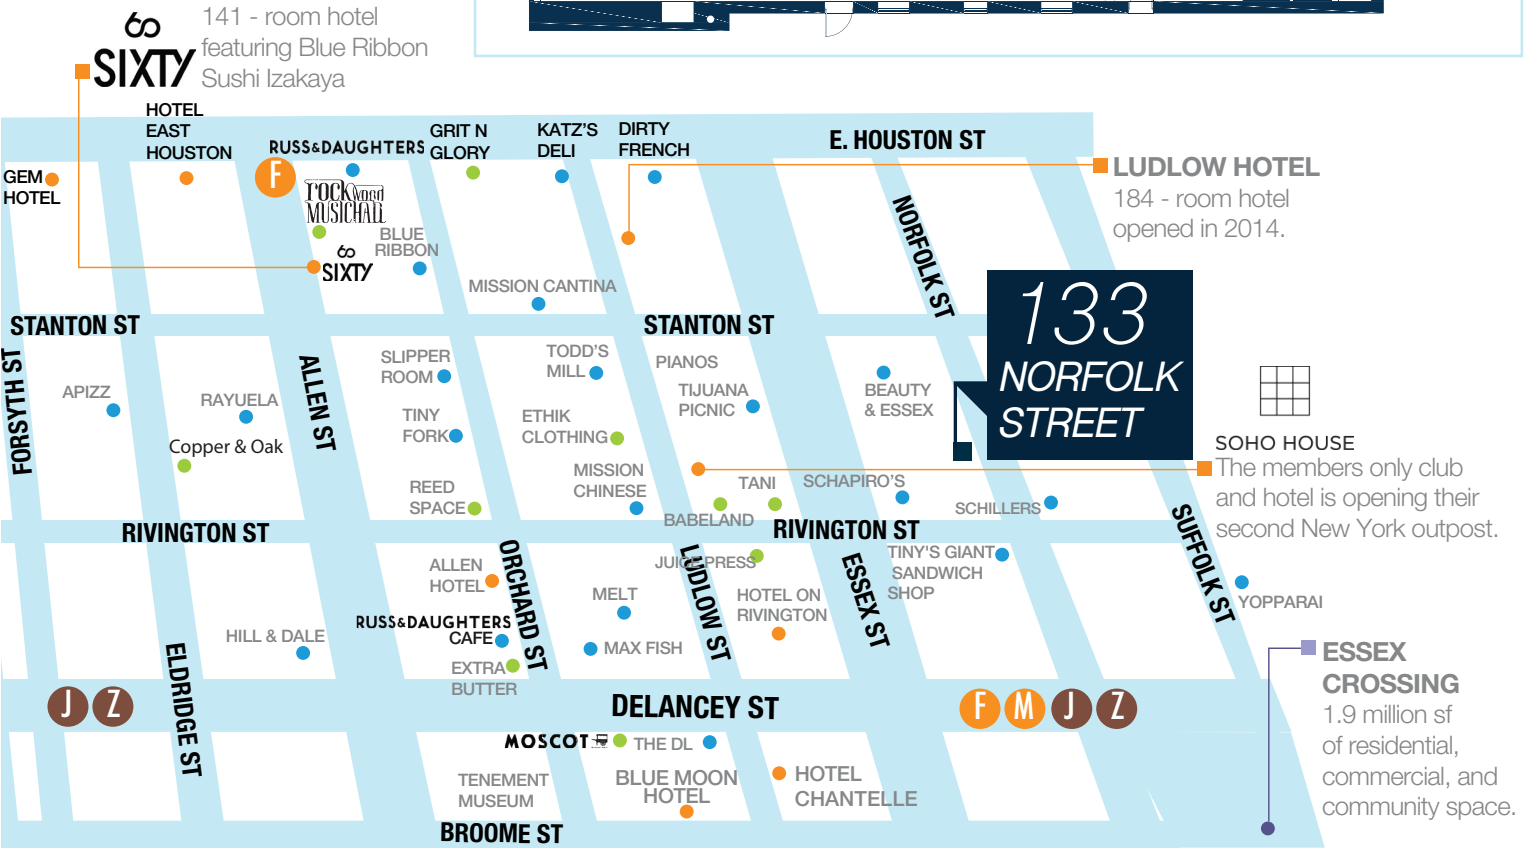 141 - room hotel
featuring Blue Ribbon
Sushi Izakaya
60
SIXTY
HOTEL
EAST
HOUSTON
RUSS&DAUGHTERS
GRIT N
GLORY
KATZ'S
DELI
DIRTY
FRENCH
E. HOUSTON ST
GEM
HOTEL
F
ROCKWOOD
MUSIC HALL
LUDLOW HOTEL
184 - room hotel
opened in 2014.
BLUE
RIBBON
60
SIXTY
NORFOLK ST
MISSION CANTINA
133
NORFOLK
STREET
STANTON ST
STANTON ST
FORSYTH ST
ALLEN ST
SLIPPER
ROOM
TODD'S
MILL
PIANOS
TIJUANA
PICNIC
BEAUTY
& ESSEX
APIZZ
RAYUELA
Copper & Oak
TINY
FORK
ETHIK
CLOTHING
SOHO HOUSE
The members only club
and hotel is opening their
second New York outpost.
MISSION
CHINESE
REED
SPACE
TANI
SCHAPIRO'S
SCHILLERS
BABELAND
RIVINGTON ST
RIVINGTON ST
SUFFOLK ST
ORCHARD ST
LUDLOW ST
ESSEX ST
JUICE PRESS
TINY'S GIANT
SANDWICH
SHOP
ALLEN
HOTEL
MELT
HOTEL ON
RIVINGTON
YOPPARAI
RUSS&DAUGHTERS
CAFE
HILL & DALE
MAX FISH
ELDRIDGE ST
EXTRA
BUTTER
ESSEX
CROSSING
1.9 million sf
of residential,
commercial, and
community space.
J Z
DELANCEY ST
F M J Z
MOSCOT
THE DL
TENEMENT
MUSEUM
BLUE MOON
HOTEL
HOTEL
CHANTELLE
BROOME ST